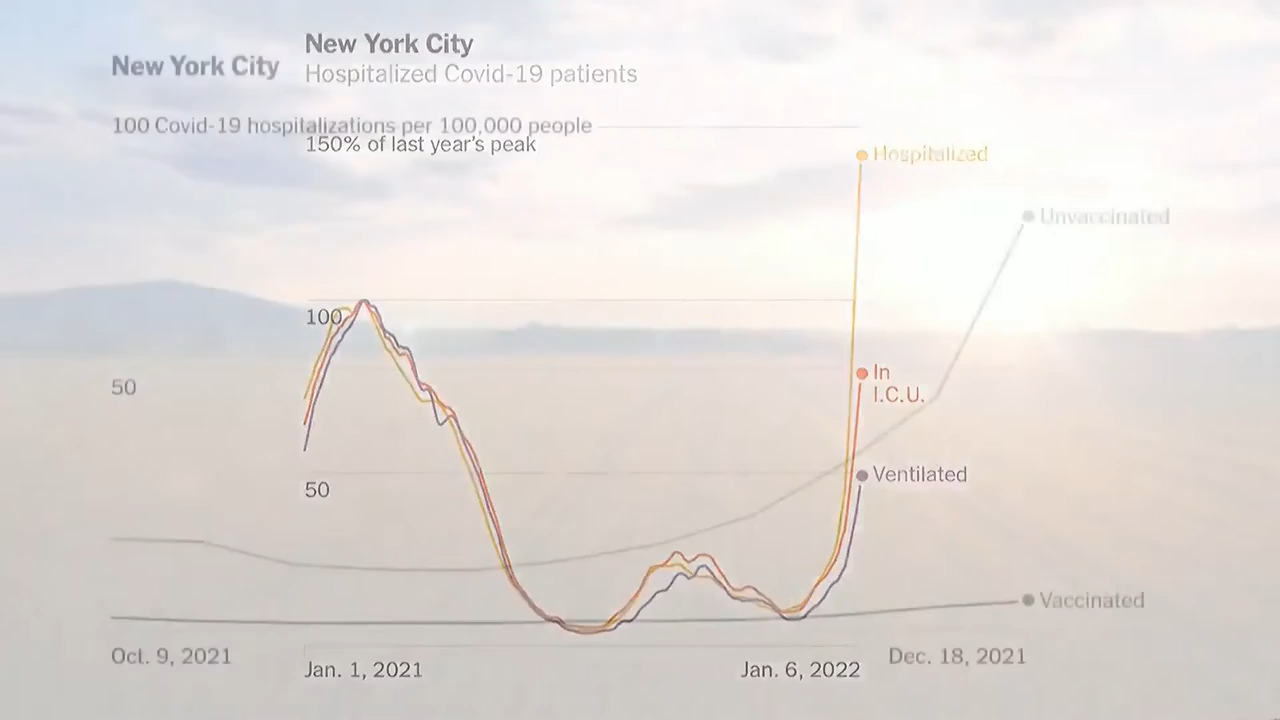 New York City
Hospitalized Covid-19 patients
New York City
100 Covid-19 hospitalizations per 100,000 people
150% of last year's peak
Hospitalized
Unvaccinated
100
In
I.C.U.
50
Ventilated
50
Vaccinated
Oct. 9, 2021
Dec. 18, 2021
Jan. 1, 2021
Jan. 6, 2022